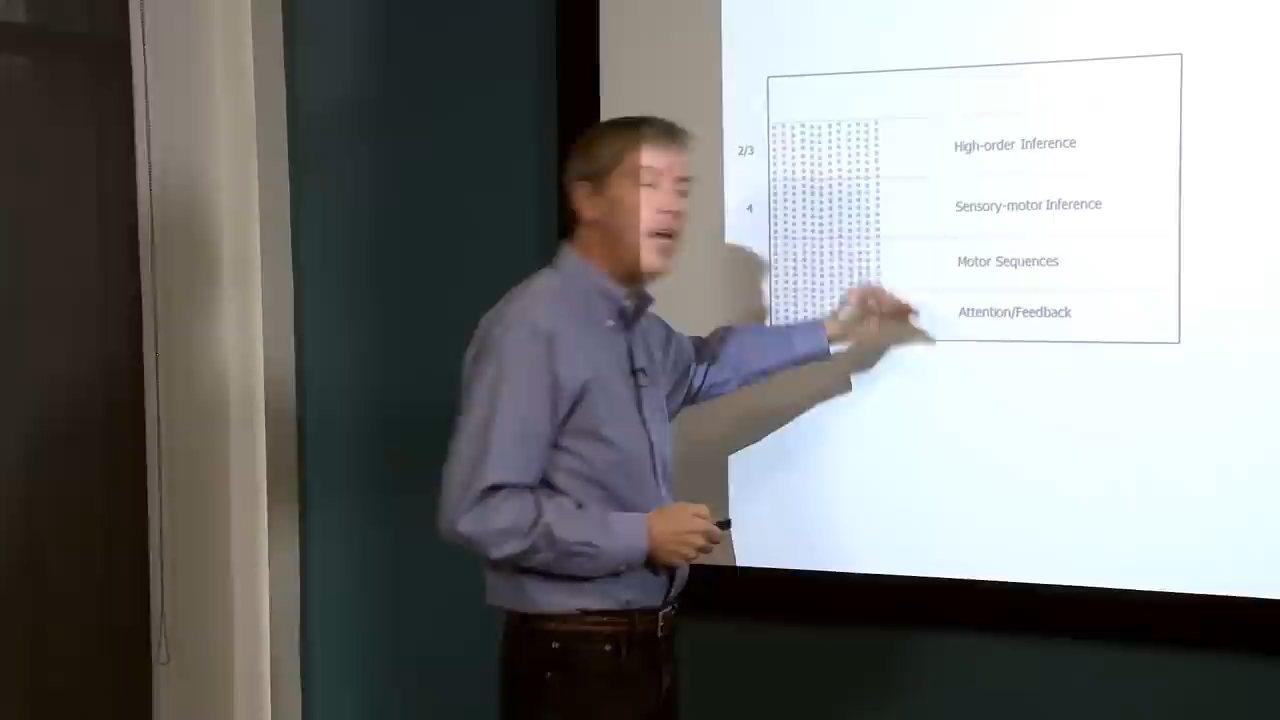 2/3 High-order Inference
4 Sensory-motor Inference
Motor Sequences
Attention/Feedback